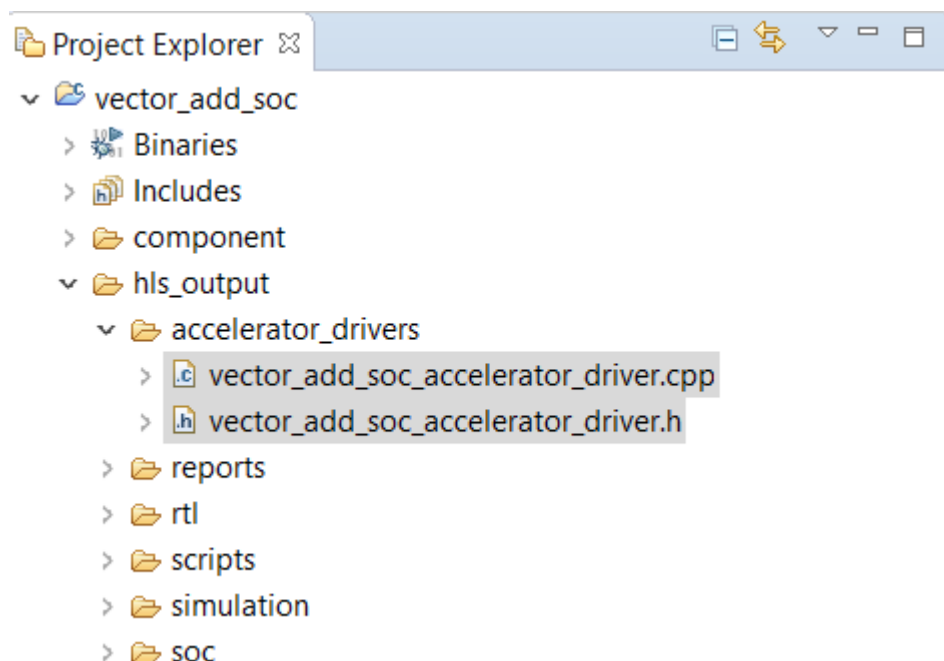 Project Explorer
vector_add_soc
Binaries
Includes
component
hls_output
accelerator_drivers
vector_add_soc_accelerator_driver.cpp
vector_add_soc_accelerator_driver.h
reports
rtl
scripts
simulation
soc